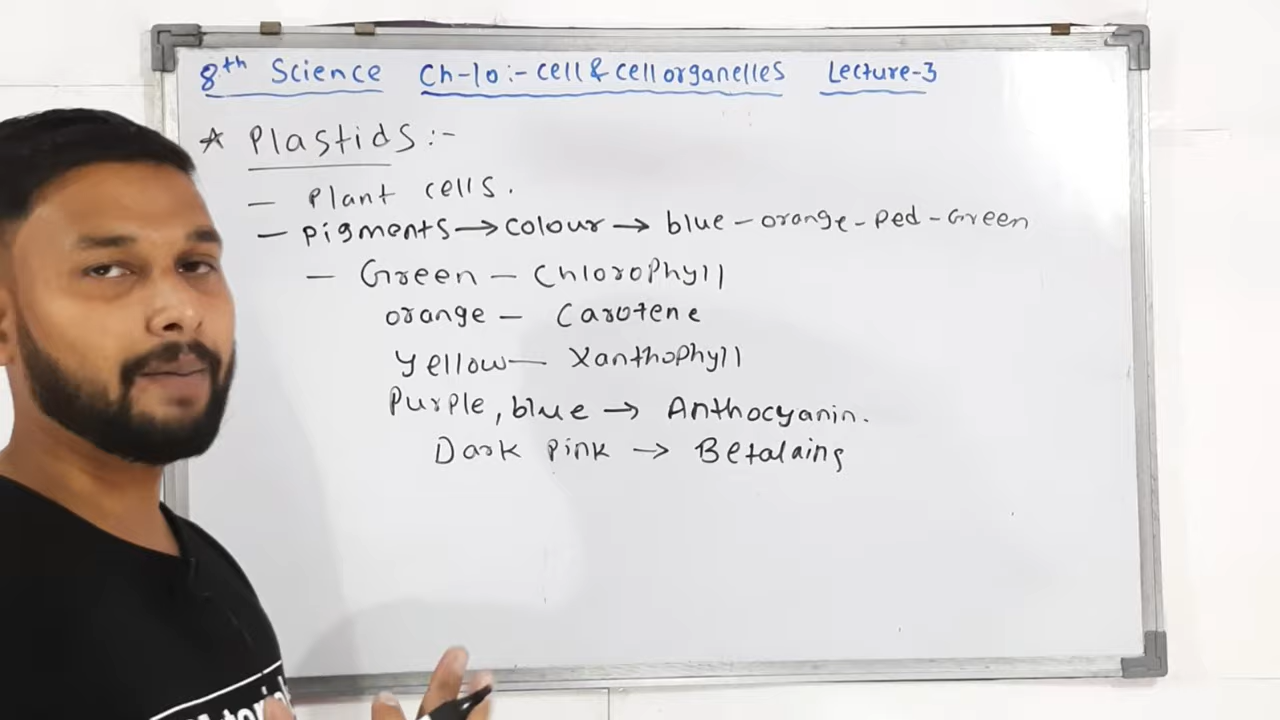 8th Science Ch-10:- cell & cell organelles Lecture-3
* Plastids:-
- Plant cells.
- Pigments → colour → blue - orange - Red - Green
- Green - Chlorophyll
orange - Carotene
Yellow - Xanthophyll
Purple, blue → Anthocyanin.
Dark pink → Betalains